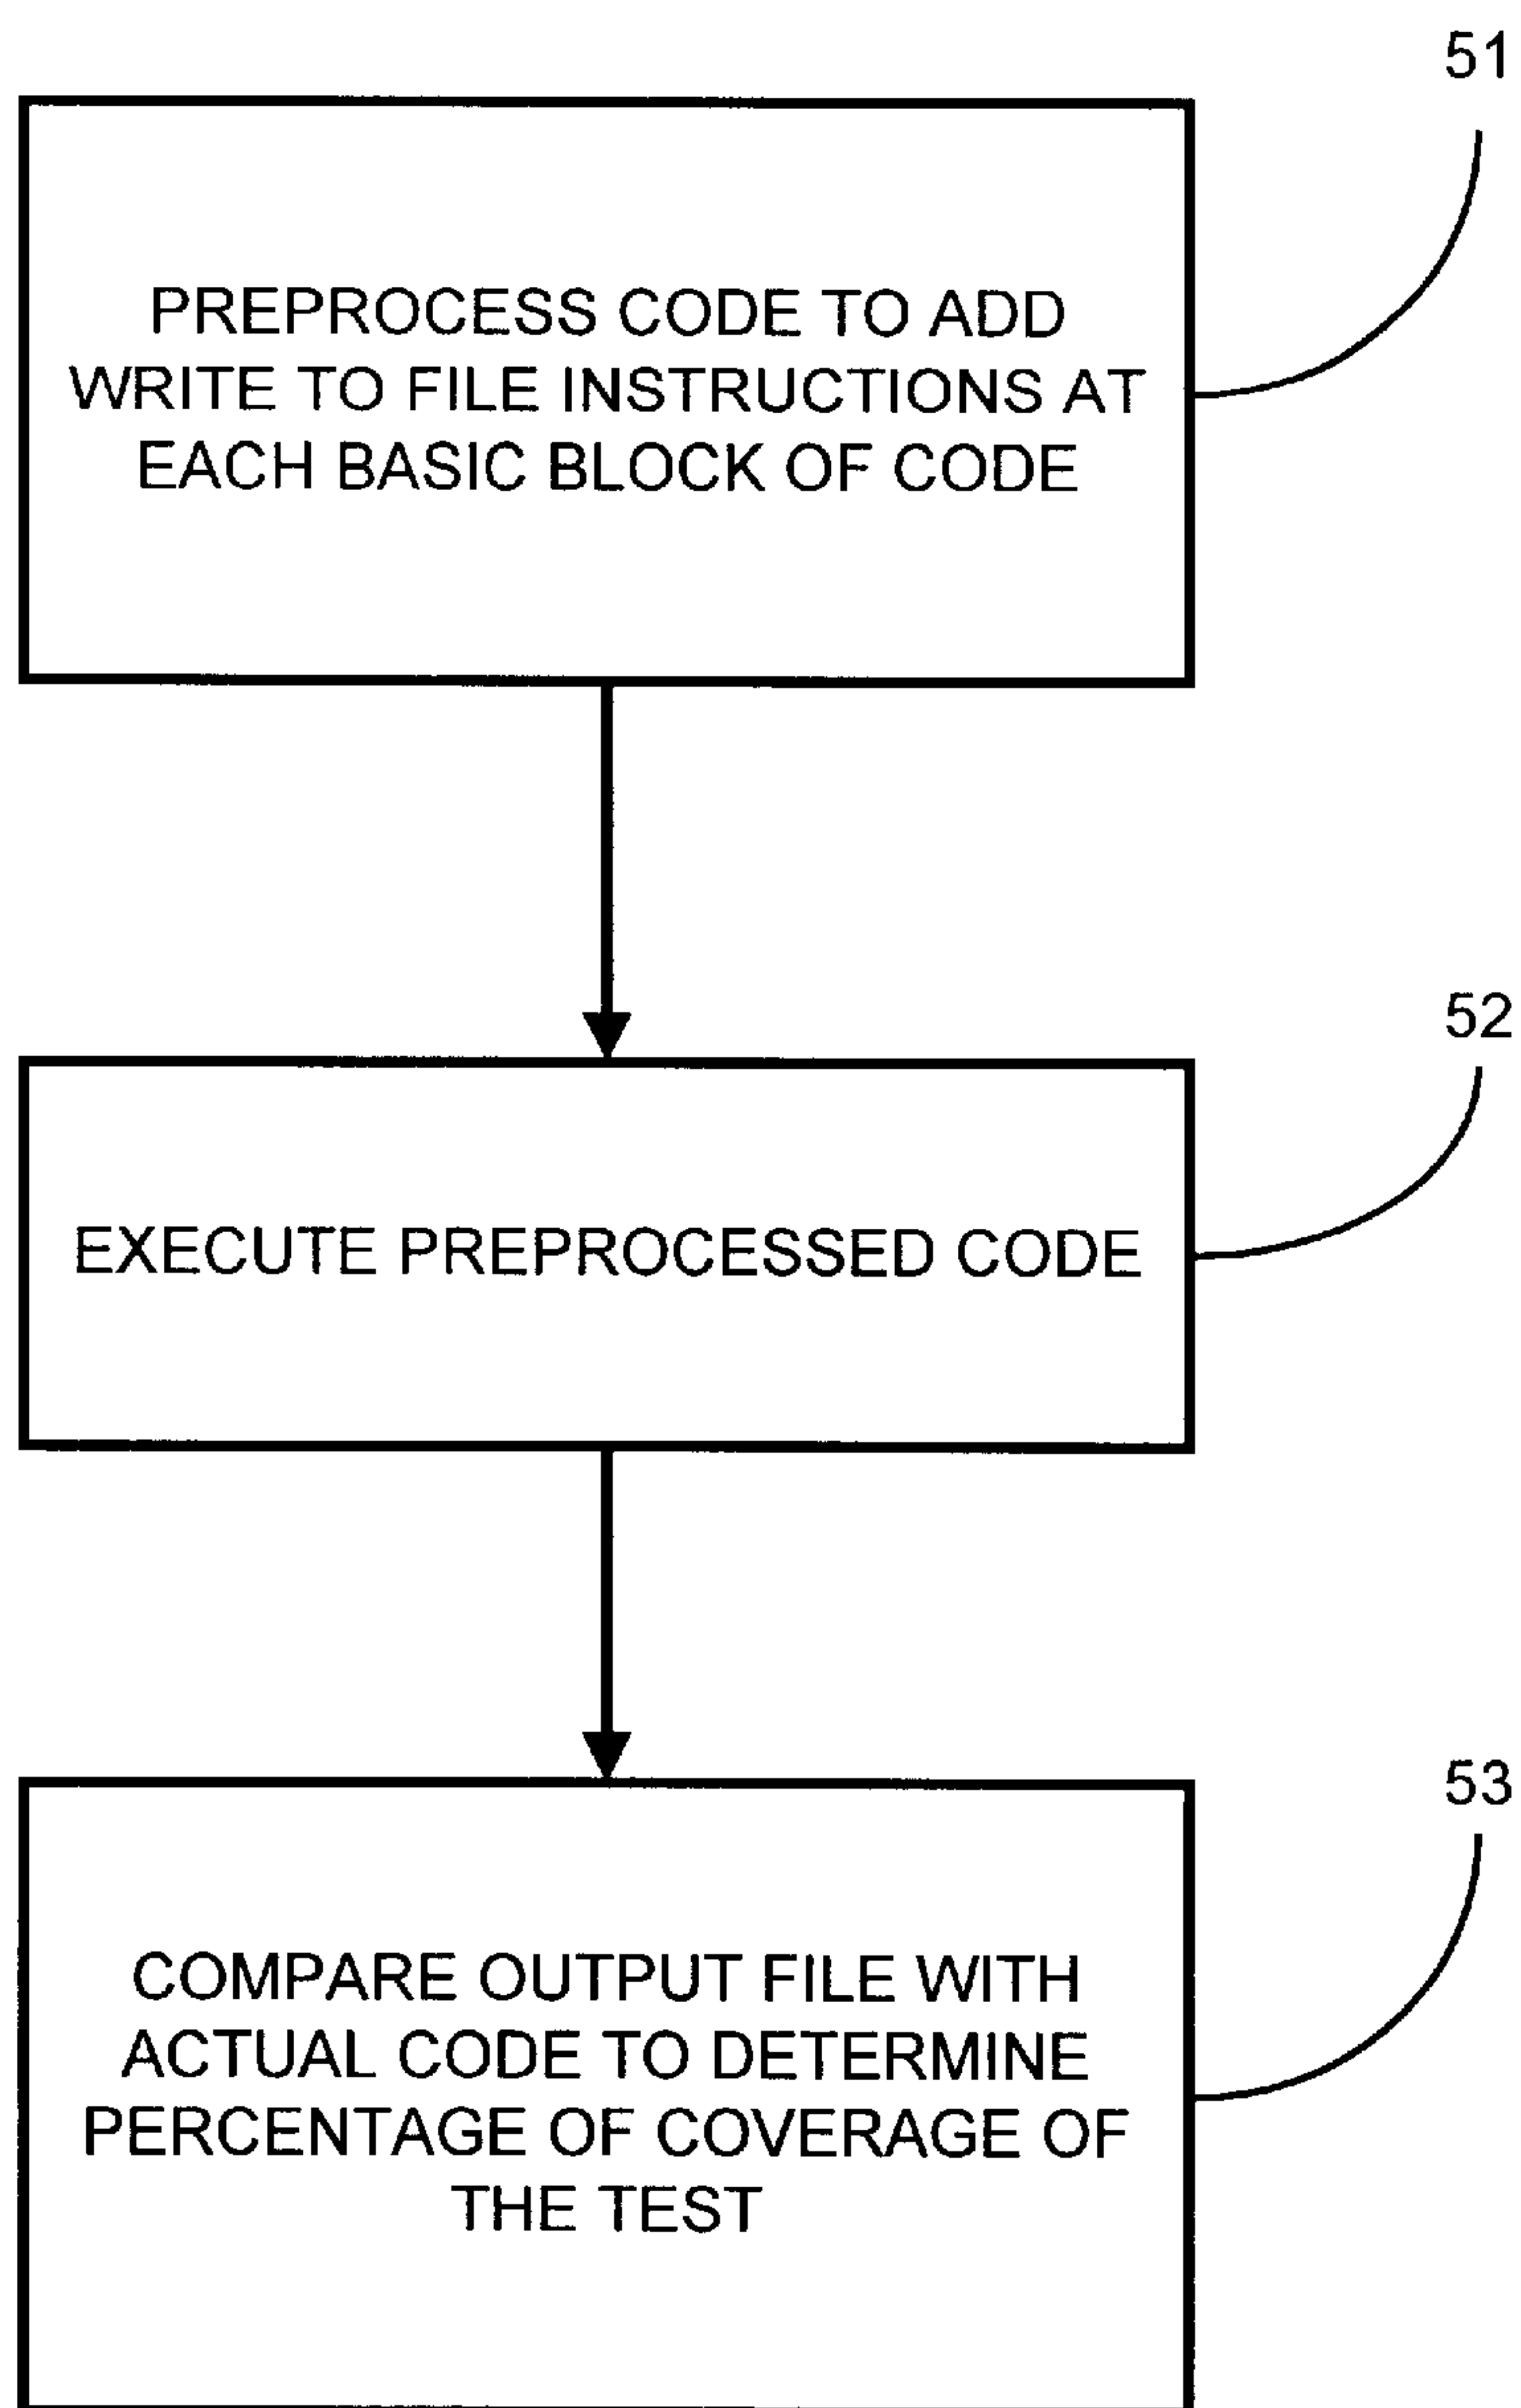 51
PREPROCESS CODE TO ADD
WRITE TO FILE INSTRUCTIONS AT
EACH BASIC BLOCK OF CODE
52
EXECUTE PREPROCESSED CODE
53
COMPARE OUTPUT FILE WITH
ACTUAL CODE TO DETERMINE
PERCENTAGE OF COVERAGE OF
THE TEST